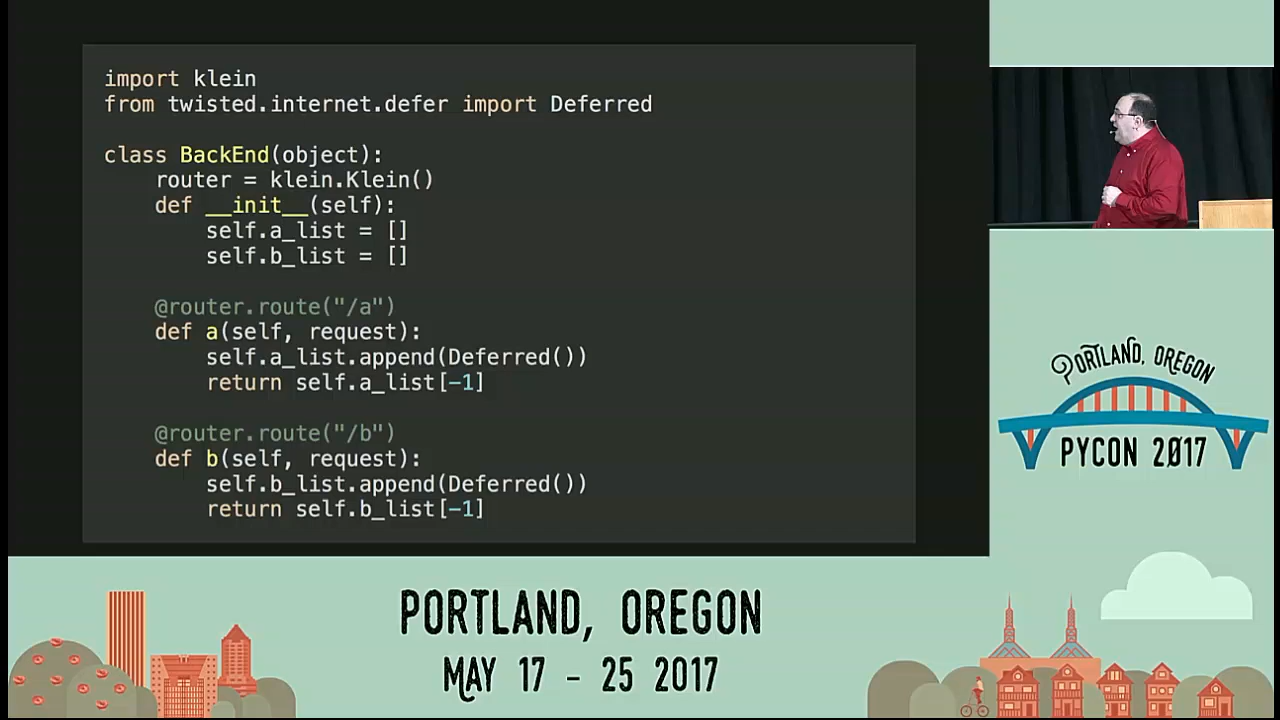 import klein
from twisted.internet.defer import Deferred
class BackEnd(object):
    router = klein.Klein()
    def __init__(self):
        self.a_list = []
        self.b_list = []
    @router.route("/a")
    def a(self, request):
        self.a_list.append(Deferred())
        return self.a_list[-1]
    @router.route("/b")
    def b(self, request):
        self.b_list.append(Deferred())
        return self.b_list[-1]
PORTLAND, OREGON
PYCON 2017
PORTLAND, OREGON
MAY 17 - 25 2017